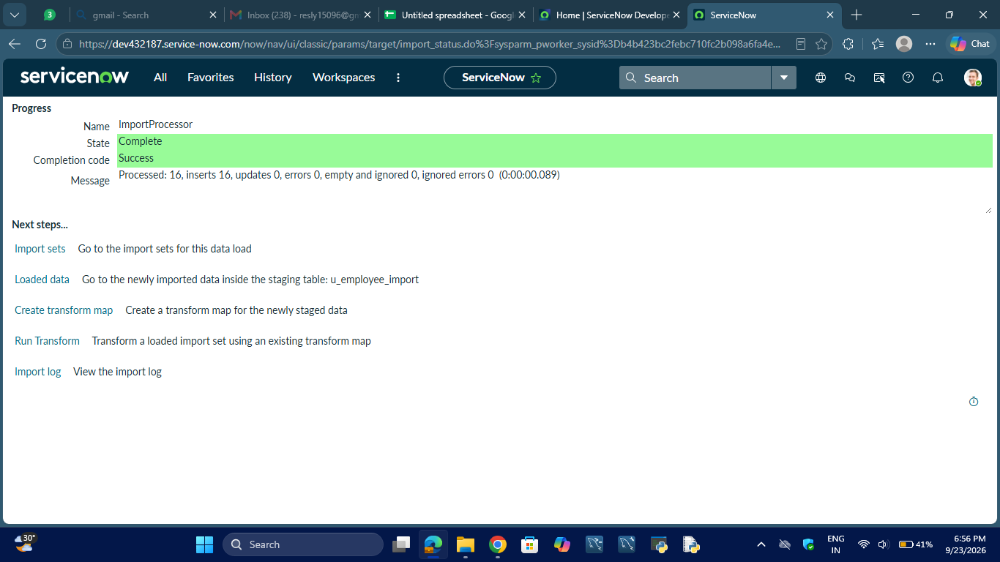 3
gmail - Search
Inbox (238) - resly15096@gm
Untitled spreadsheet - Googl
Home | ServiceNow Develope
ServiceNow
https://dev432187.service-now.com/now/nav/ui/classic/params/target/import_status.do%3Fsysparm_pworker_sysid%3Db4b423bc2febc710fc2b098a6fa4e...
Chat
servicenow
All
Favorites
History
Workspaces
ServiceNow
Search
Progress
Name ImportProcessor
State Complete
Completion code Success
Message Processed: 16, inserts 16, updates 0, errors 0, empty and ignored 0, ignored errors 0 (0:00:00.089)
Next steps...
Import sets Go to the import sets for this data load
Loaded data Go to the newly imported data inside the staging table: u_employee_import
Create transform map Create a transform map for the newly staged data
Run Transform Transform a loaded import set using an existing transform map
Import log View the import log
30°
Search
ENG
IN
41%
6:56 PM
9/23/2026